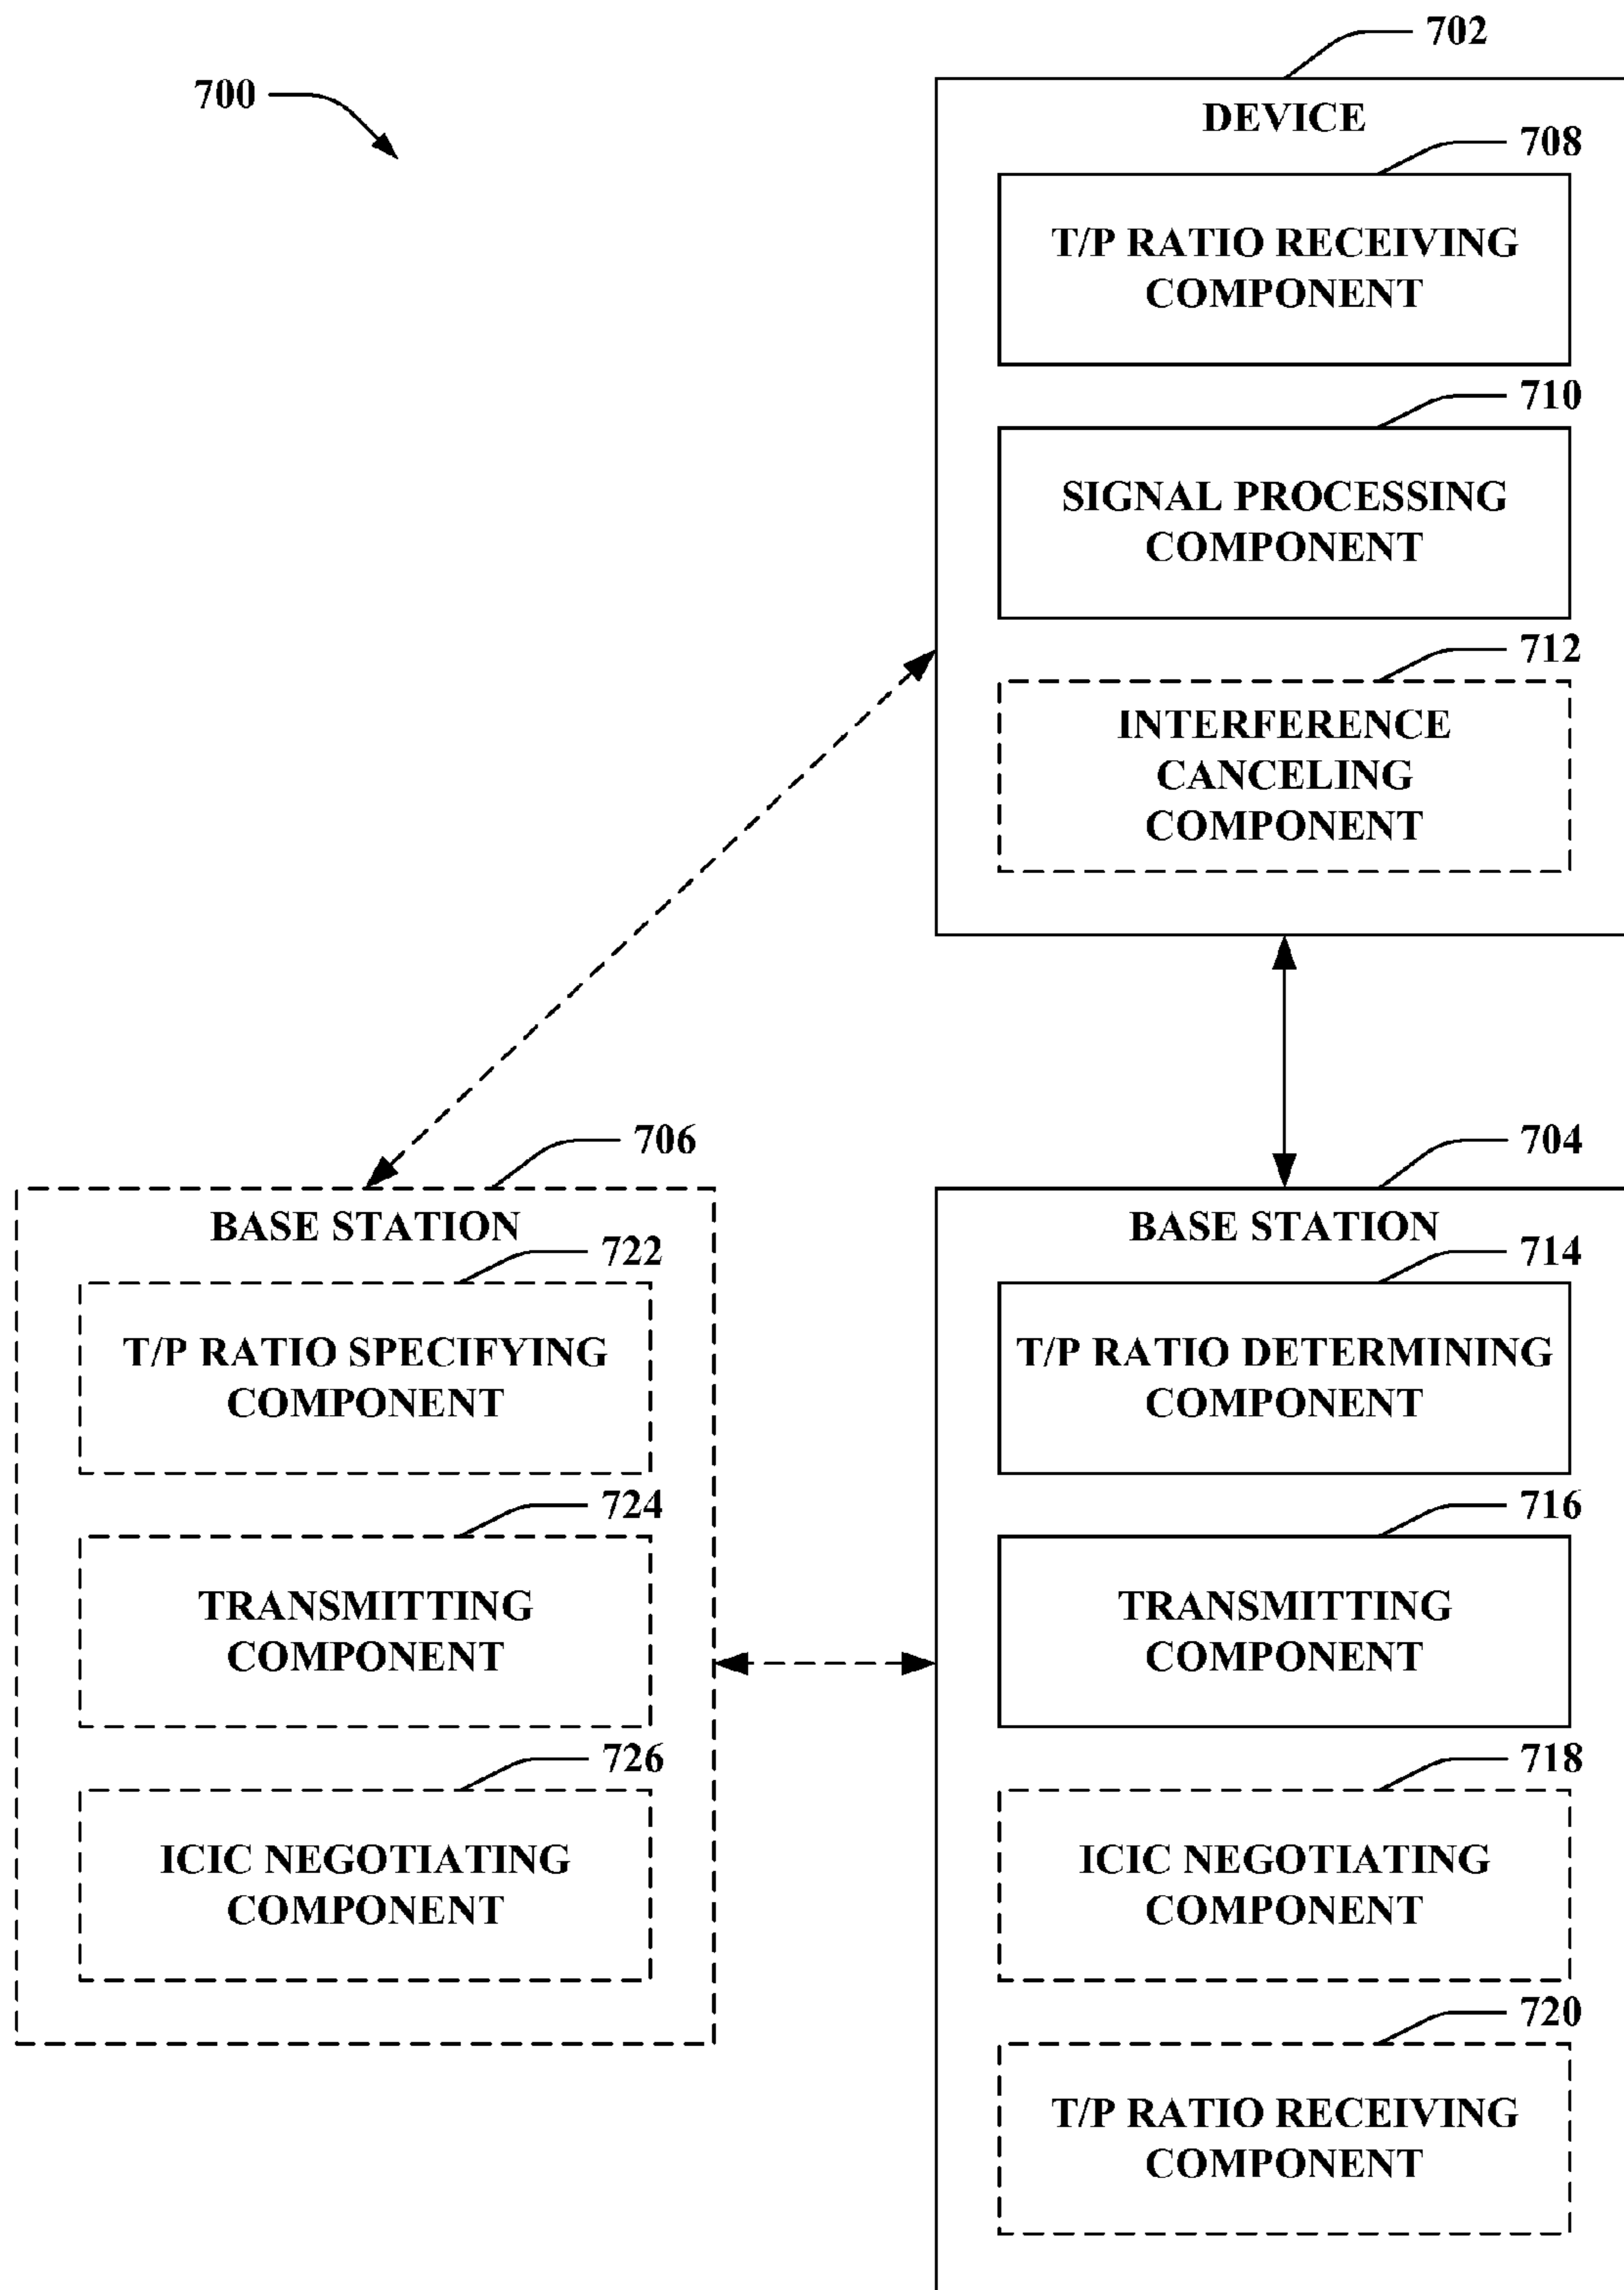 702
700
DEVICE
708
T/P RATIO RECEIVING
COMPONENT
710
SIGNAL PROCESSING
COMPONENT
712
INTERFERENCE
CANCELING
COMPONENT
706
BASE STATION
722
T/P RATIO SPECIFYING
COMPONENT
724
TRANSMITTING
COMPONENT
726
ICIC NEGOTIATING
COMPONENT
704
BASE STATION
714
T/P RATIO DETERMINING
COMPONENT
716
TRANSMITTING
COMPONENT
718
ICIC NEGOTIATING
COMPONENT
720
T/P RATIO RECEIVING
COMPONENT